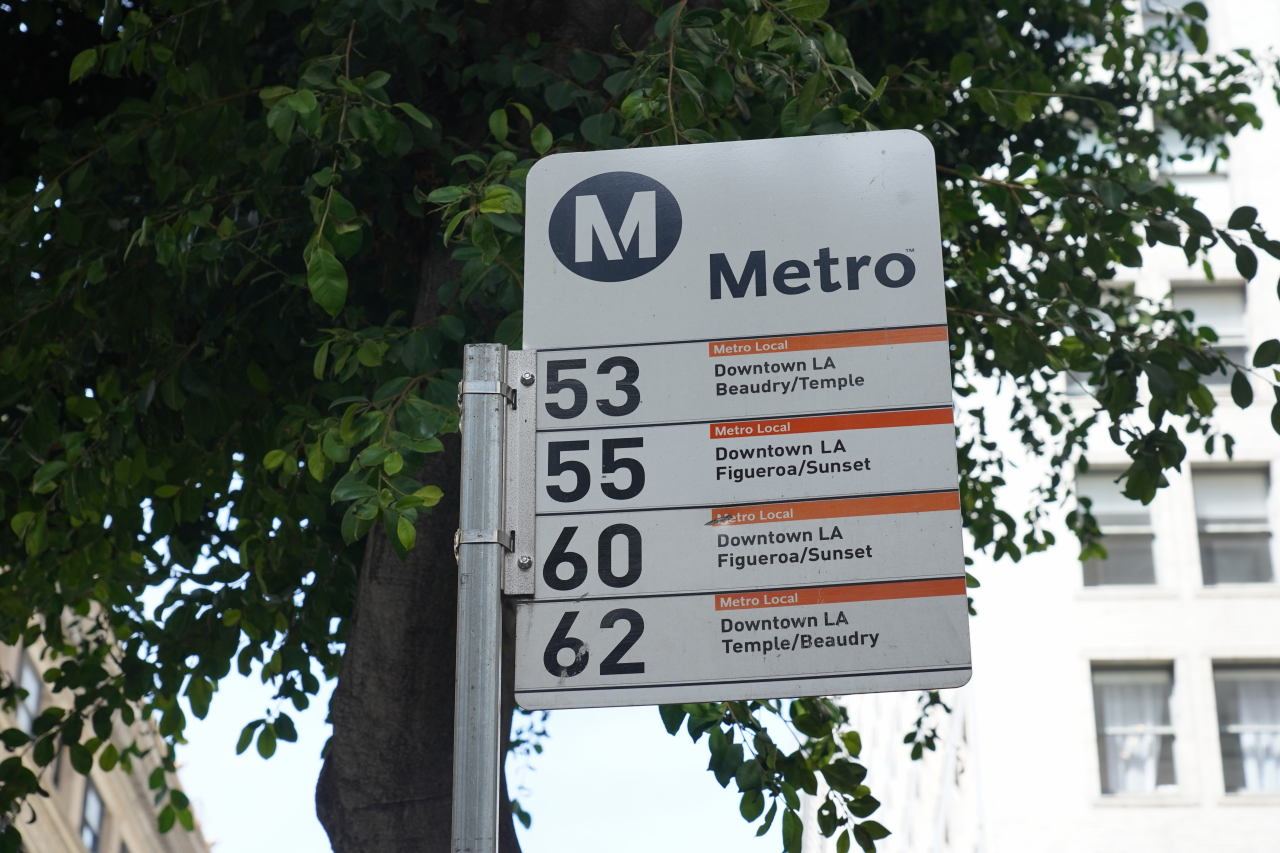 M
Metro™
53
Metro Local
Downtown LA
Beaudry/Temple
55
Metro Local
Downtown LA
Figueroa/Sunset
60
Metro Local
Downtown LA
Figueroa/Sunset
62
Metro Local
Downtown LA
Temple/Beaudry